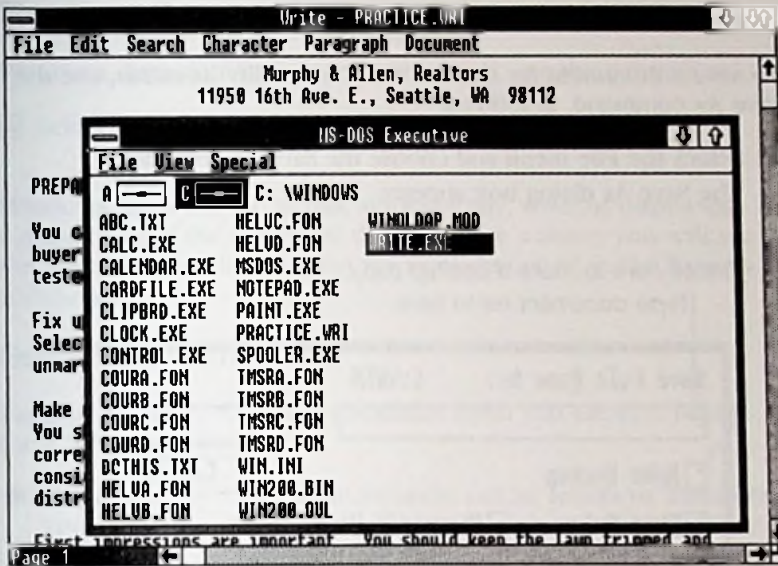 Write - PRACTICE.WRI
File Edit Search Character Paragraph Document
Murphy & Allen, Realtors
11950 16th Ave. E., Seattle, WA 98112
MS-DOS Executive
File View Special
PREPA
A C C: \WINDOWS
You
buyer
teste
Fix u
Selec
unmar
Make
You s
corre
consi
distr
ABC.TXT HELVC.FON WINOLDAP.MOD
CALC.EXE HELVD.FON WRITE.EXE
CALENDAR.EXE MSDOS.EXE
CARDFILE.EXE NOTEPAD.EXE
CLIPBRD.EXE PAINT.EXE
CLOCK.EXE PRACTICE.WRI
CONTROL.EXE SPOOLER.EXE
COURA.FON TMSRA.FON
COURB.FON TMSRB.FON
COURC.FON TMSRC.FON
COURD.FON TMSRD.FON
DCTHIS.TXT WIN.INI
HELVA.FON WIN200.BIN
HELVB.FON WIN200.OVL
First impressions are important. You should keep the lawn trimmed and
Page 1